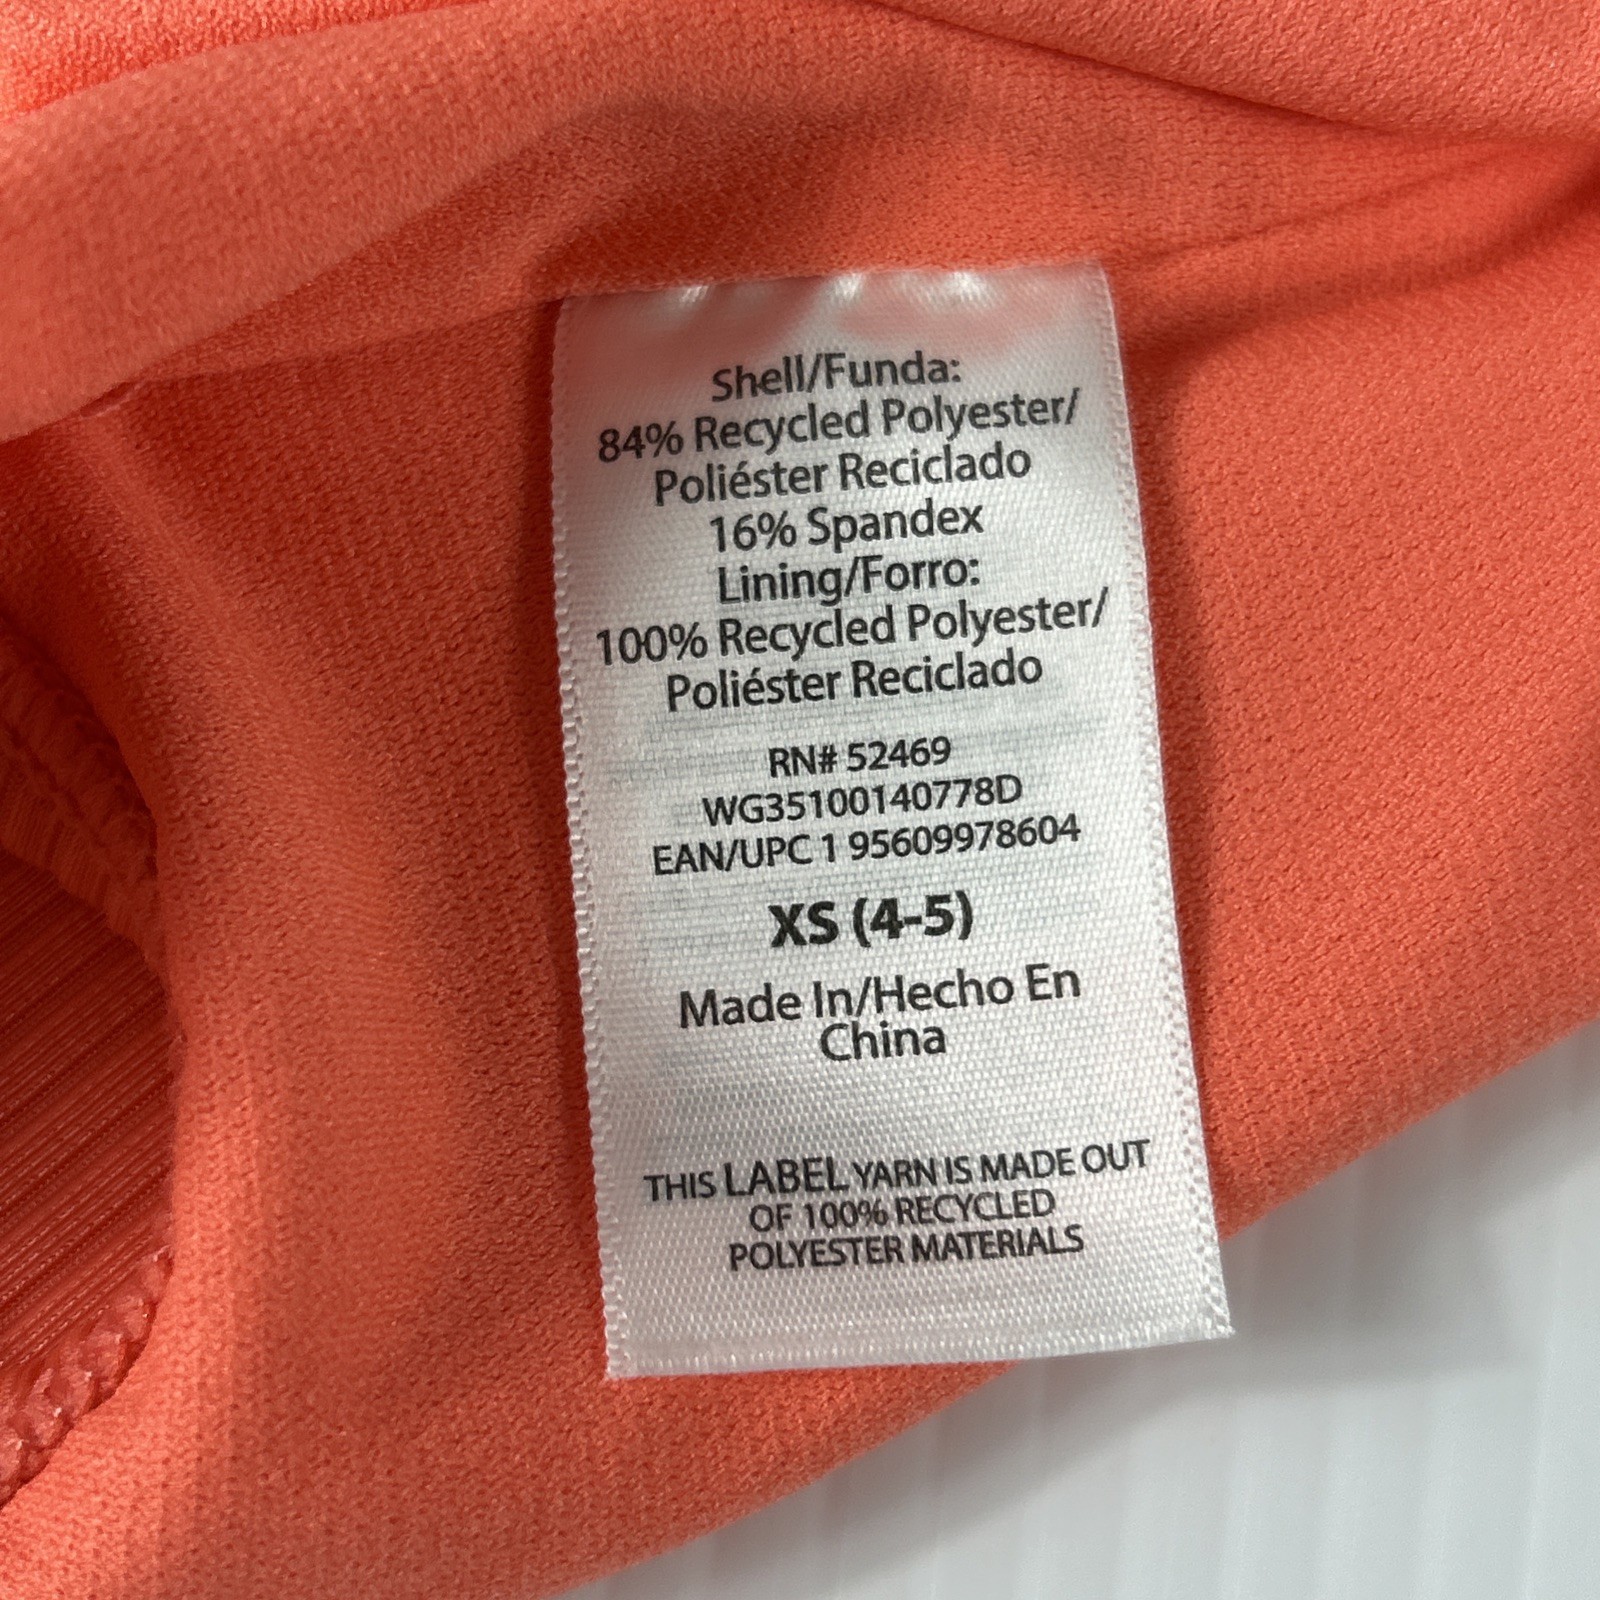 Shell/Funda:
84% Recycled Polyester/
Poliéster Reciclado
16% Spandex
Lining/Forro:
100% Recycled Polyester/
Poliéster Reciclado
RN# 52469
WG35100140778D
EAN/UPC 1 95609978604
XS (4-5)
Made In/Hecho En
China
THIS LABEL YARN IS MADE OUT
OF 100% RECYCLED
POLYESTER MATERIALS